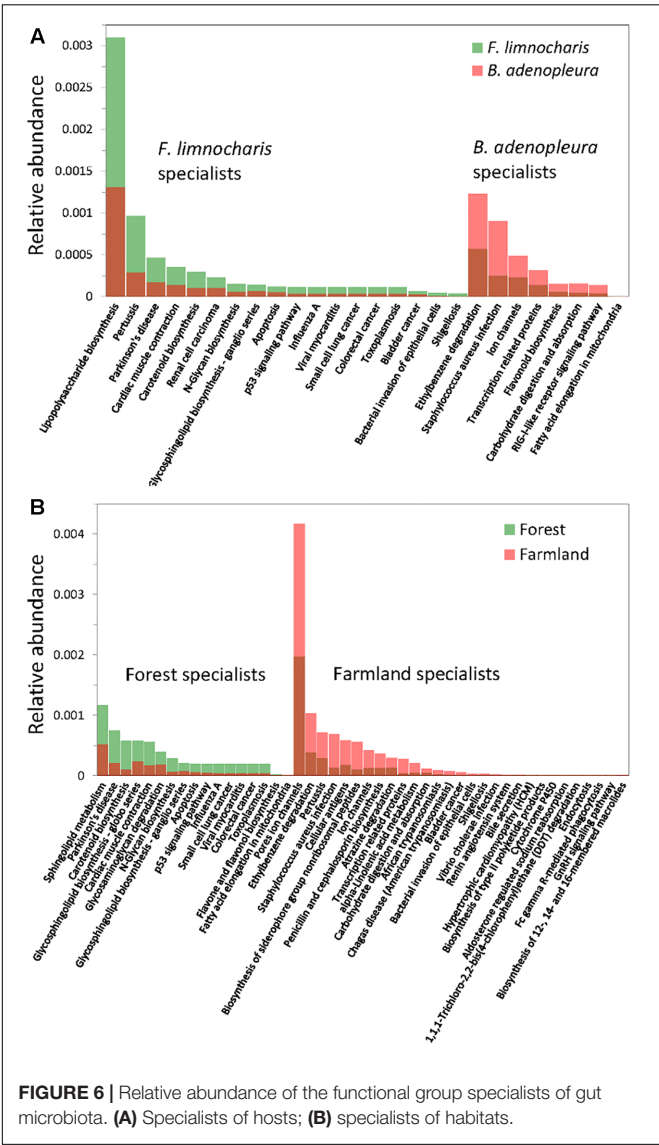 A
F. limnocharis
B. adenopleura
0.003
0.0025
0.002
0.0015
0.001
0.0005
0
Relative abundance
F. limnocharis
specialists
B. adenopleura
specialists
Lipopolysaccharide biosynthesis
Pertussis
Parkinson's disease
Cardiac muscle contraction
Carotenoid biosynthesis
Renal cell carcinoma
N-Glycan biosynthesis
Glycosphingolipid biosynthesis - ganglio series
Apoptosis
p53 signaling pathway
Influenza A
Viral myocarditis
Small cell lung cancer
Colorectal cancer
Toxoplasmosis
Bladder cancer
Bacterial invasion of epithelial cells
Shigellosis
Ethylbenzene degradation
Staphylococcus aureus infection
Ion channels
Transcription related proteins
Flavonoid biosynthesis
Carbohydrate digestion and absorption
RIG-I-like receptor signaling pathway
Fatty acid elongation in mitochondria
B
Forest
Farmland
0.004
0.003
0.002
0.001
0
Relative abundance
Forest specialists
Farmland specialists
Sphingolipid metabolism
Parkinson's disease
Carotenoid biosynthesis
Glycosphingolipid biosynthesis - globo series
Cardiac muscle contraction
Glycosaminoglycan degradation
N-Glycan biosynthesis
Glycosphingolipid biosynthesis - ganglio series
Apoptosis
p53 signaling pathway
Influenza A
Small cell lung cancer
Viral myocarditis
Colorectal cancer
Toxoplasmosis
Flavone and flavonol biosynthesis
Fatty acid elongation in mitochondria
Pores ion channels
Ethylbenzene degradation
Pertussis
Staphylococcus aureus infection
Cellular antigens
Biosynthesis of siderophore group nonribosomal peptides
Ion channels
Penicillin and cephalosporin biosynthesis
Atrazine degradation
Transcription related proteins
alpha-Linolenic acid metabolism
Carbohydrate digestion and absorption
African trypanosomiasis
Chagas disease (American trypanosomiasis)
Bladder cancer
Bacterial invasion of epithelial cells
Shigellosis
Vibrio cholerae infection
Renin angiotensin system
Bile secretion
Hypertrophic cardiomyopathy (HCM)
Biosynthesis of type II polyketide products
Cytochrome P450
Aldosterone regulated sodium reabsorption
1,1,1-Trichloro-2,2-bis(4-chlorophenyl)ethane (DDT) degradation
Endocytosis
Fc gamma R-mediated phagocytosis
GnRH signaling pathway
Biosynthesis of 12-, 14- and 16-membered macrolides
FIGURE 6 | Relative abundance of the functional group specialists of gut
microbiota. (A) Specialists of hosts; (B) specialists of habitats.